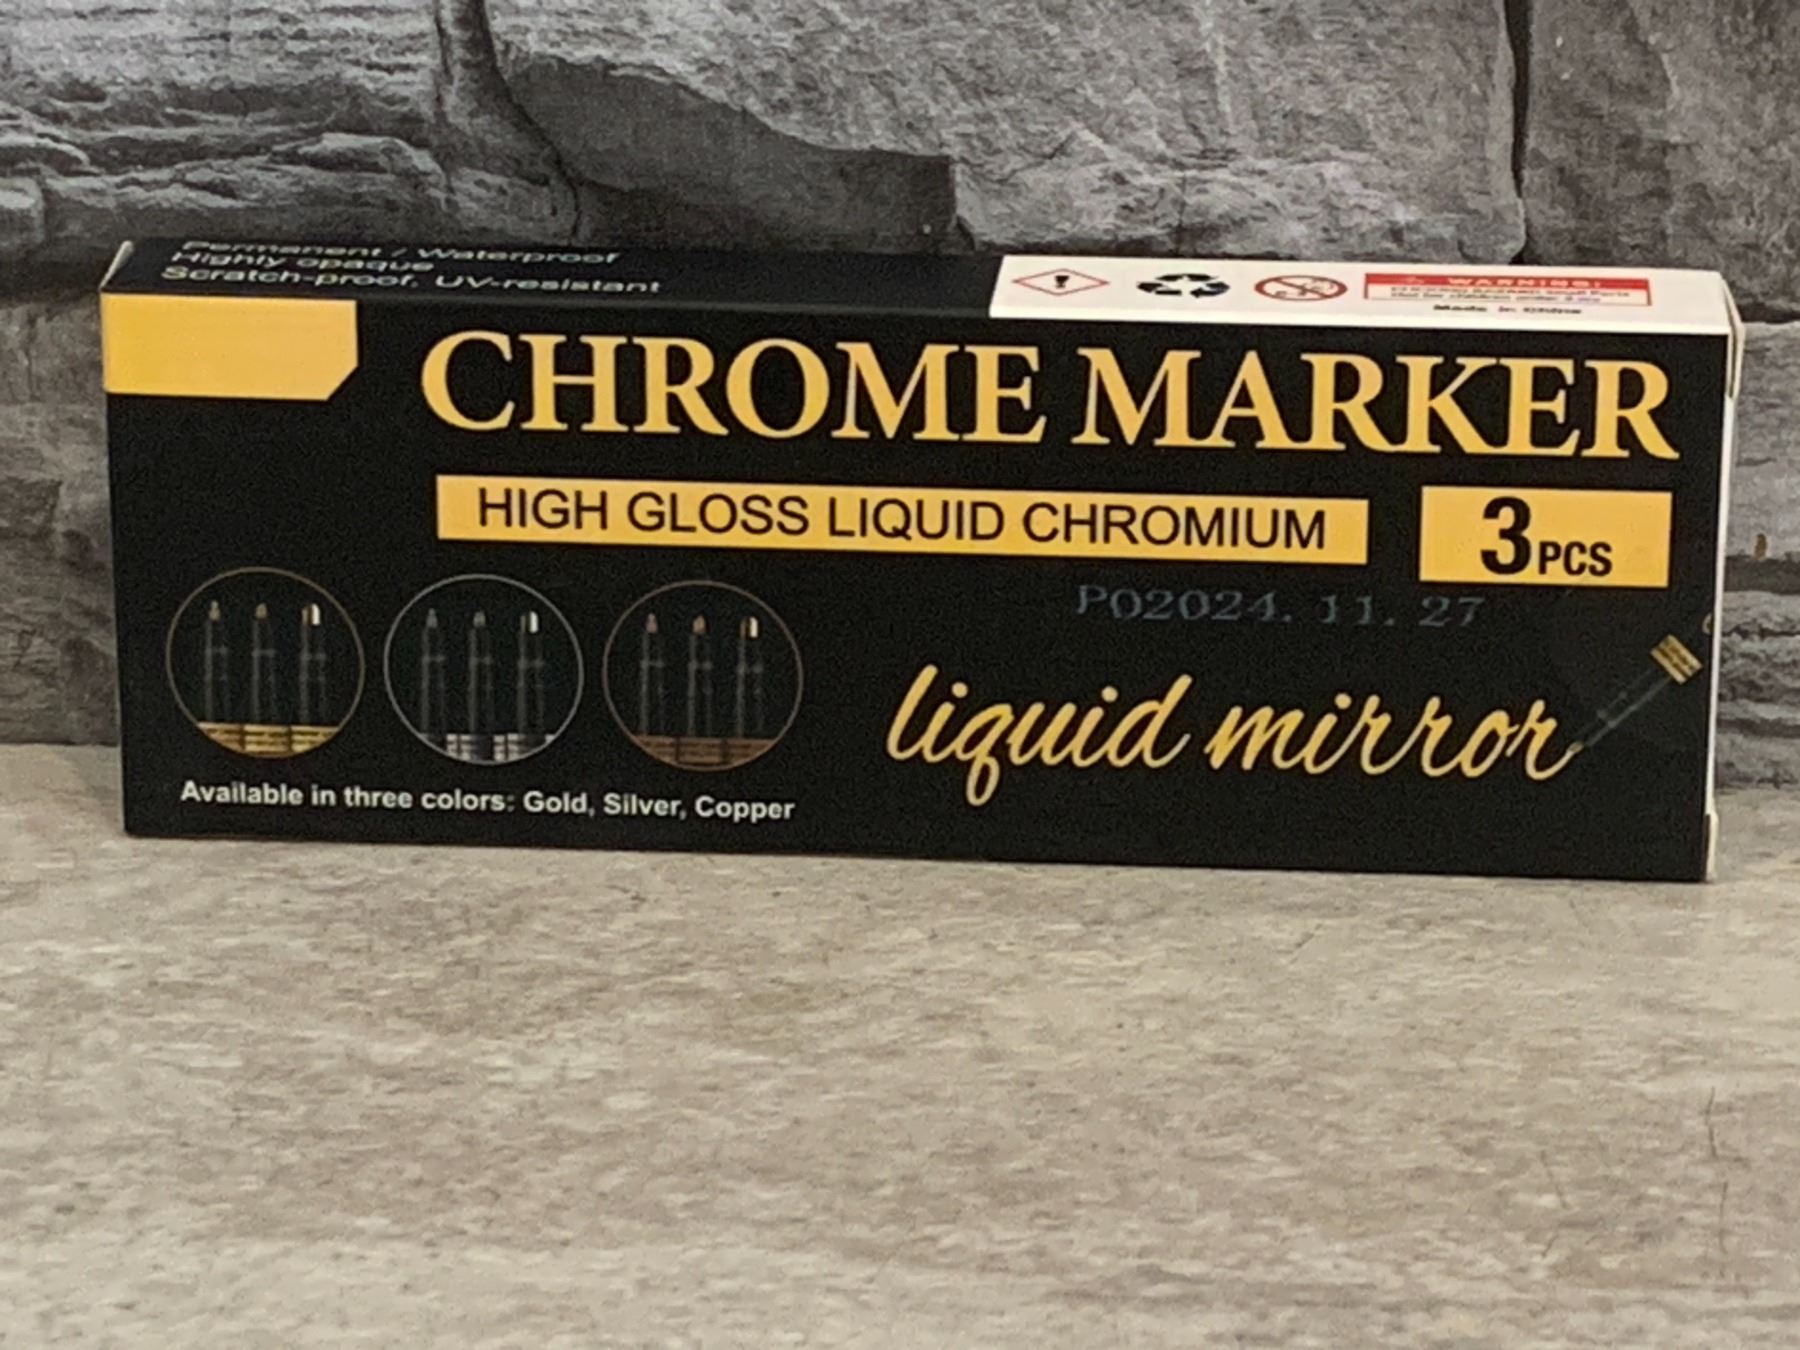 Permanent / Waterproof
Highly opaque
Scratch-proof, UV-resistant
WARNING:
Made in China
CHROME MARKER
HIGH GLOSS LIQUID CHROMIUM
3PCS
PO2024. 11. 27
liquid mirror
Available in three colors: Gold, Silver, Copper